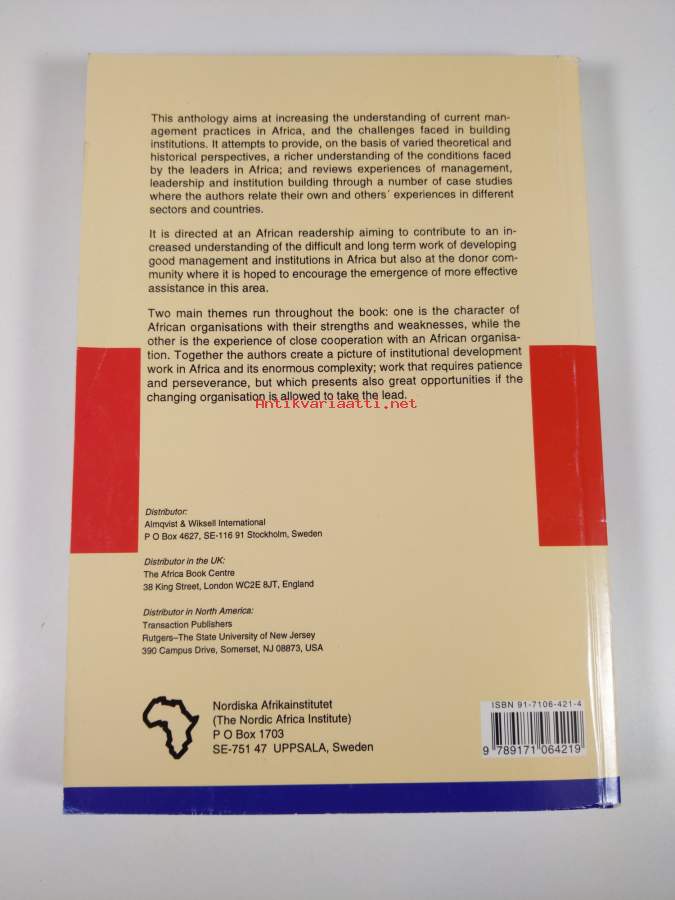 This anthology aims at increasing the understanding of current man-
agement practices in Africa, and the challenges faced in building
institutions. It attempts to provide, on the basis of varied theoretical and
historical perspectives, a richer understanding of the conditions faced
by the leaders in Africa; and reviews experiences of management,
leadership and institution building through a number of case studies
where the authors relate their own and others´ experiences in different
sectors and countries.
It is directed at an African readership aiming to contribute to an in-
creased understanding of the difficult and long term work of developing
good management and institutions in Africa but also at the donor com-
munity where it is hoped to encourage the emergence of more effective
assistance in this area.
Two main themes run throughout the book: one is the character of
African organisations with their strengths and weaknesses, while the
other is the experience of close cooperation with an African organisa-
tion. Together the authors create a picture of institutional development
work in Africa and its enormous complexity; work that requires patience
and perseverance, but which presents also great opportunities if the
changing organisation is allowed to take the lead.
Antikvariaatti.net
Distributor:
Almqvist & Wiksell International
P O Box 4627, SE-116 91 Stockholm, Sweden
Distributor in the UK:
The Africa Book Centre
38 King Street, London WC2E 8JT, England
Distributor in North America:
Transaction Publishers
Rutgers–The State University of New Jersey
390 Campus Drive, Somerset, NJ 08873, USA
Nordiska Afrikainstitutet
(The Nordic Africa Institute)
P O Box 1703
SE-751 47 UPPSALA, Sweden
ISBN 91-7106-421-4
9 789171 064219